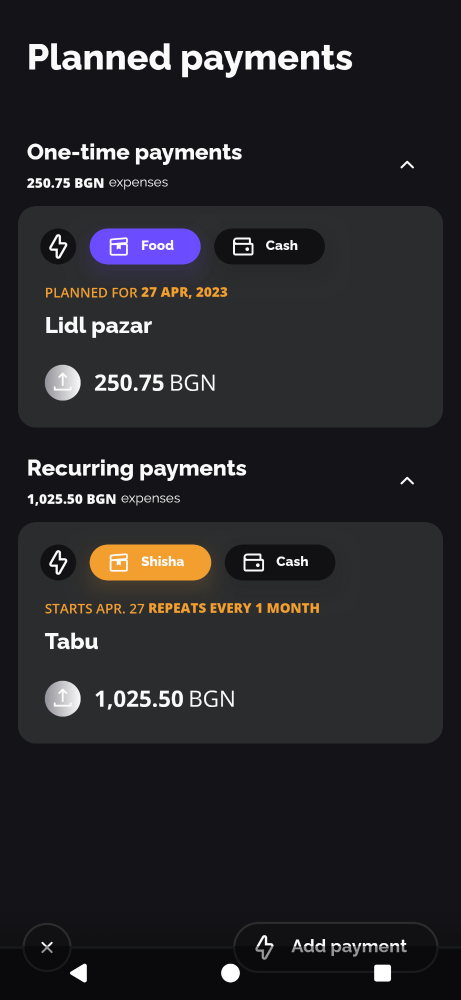 Planned payments
One-time payments
250.75 BGN expenses
Food
Cash
PLANNED FOR 27 APR, 2023
Lidl pazar
250.75 BGN
Recurring payments
1,025.50 BGN expenses
Shisha
Cash
STARTS APR. 27 REPEATS EVERY 1 MONTH
Tabu
1,025.50 BGN
Add payment